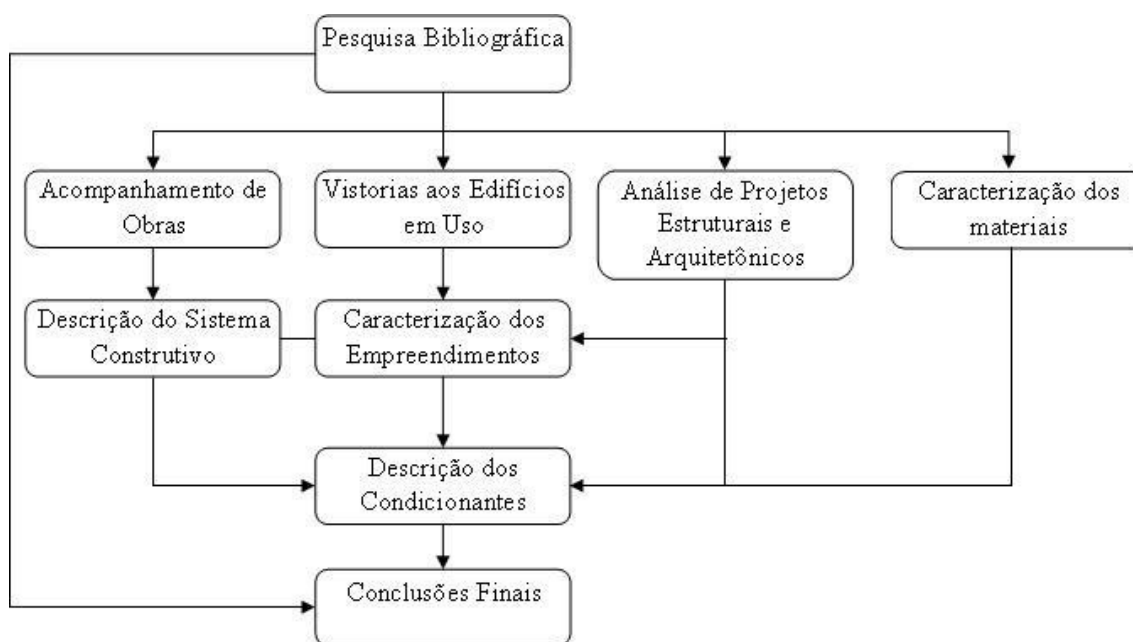 Pesquisa Bibliográfica
Acompanhamento de
Obras
Vistorias aos Edifícios
em Uso
Análise de Projetos
Estruturais e
Arquitetônicos
Caracterização dos
materiais
Descrição do Sistema
Construtivo
Caracterização dos
Empreendimentos
Descrição dos
Condicionantes
Conclusões Finais